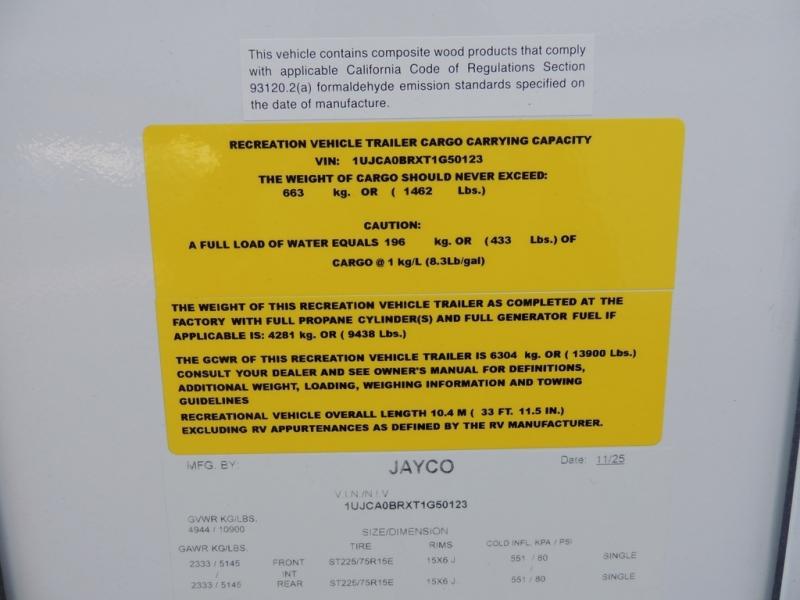 This vehicle contains composite wood products that comply
with applicable California Code of Regulations Section
93120.2(a) formaldehyde emission standards specified on
the date of manufacture.
RECREATION VEHICLE TRAILER CARGO CARRYING CAPACITY
VIN: 1UJCA0BRXT1G50123
THE WEIGHT OF CARGO SHOULD NEVER EXCEED:
663 kg. OR ( 1462 Lbs.)
CAUTION:
A FULL LOAD OF WATER EQUALS 196 kg. OR (433 Lbs.) OF
CARGO @ 1 kg/L (8.3Lb/gal)
THE WEIGHT OF THIS RECREATION VEHICLE TRAILER AS COMPLETED AT THE
FACTORY WITH FULL PROPANE CYLINDER(S) AND FULL GENERATOR FUEL IF
APPLICABLE IS: 4281 kg. OR ( 9438 Lbs.)
THE GCWR OF THIS RECREATION VEHICLE TRAILER IS 6304 kg. OR ( 13900 Lbs.)
CONSULT YOUR DEALER AND SEE OWNER'S MANUAL FOR DEFINITIONS,
ADDITIONAL WEIGHT, LOADING, WEIGHING INFORMATION AND TOWING
GUIDELINES
RECREATIONAL VEHICLE OVERALL LENGTH 10.4 M ( 33 FT. 11.5 IN.)
EXCLUDING RV APPURTENANCES AS DEFINED BY THE RV MANUFACTURER.
MFG. BY: JAYCO Date: 11/25
V.I.N./N.I.V
1UJCA0BRXT1G50123
GVWR KG/LBS.
4944 / 10900
SIZE/DIMENSION
GAWR KG/LBS. TIRE RIMS COLD INFL. KPA / PSI
2333 / 5145 FRONT ST225/75R15E 15X6 J 551 / 80 SINGLE
/ INT /
2333 / 5145 REAR ST225/75R15E 15X6 J 551 / 80 SINGLE